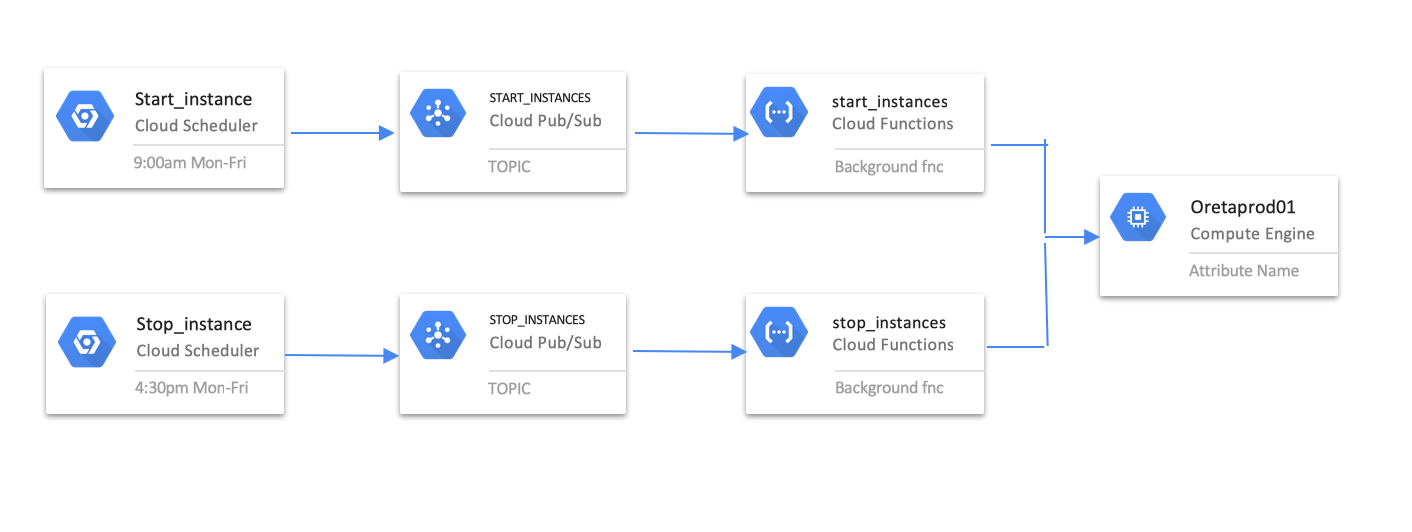 Start_instance
Cloud Scheduler
9:00am Mon-Fri
START_INSTANCES
Cloud Pub/Sub
TOPIC
start_instances
Cloud Functions
Background fnc
Oretaprod01
Compute Engine
Attribute Name
Stop_instance
Cloud Scheduler
4:30pm Mon-Fri
STOP_INSTANCES
Cloud Pub/Sub
TOPIC
stop_instances
Cloud Functions
Background fnc